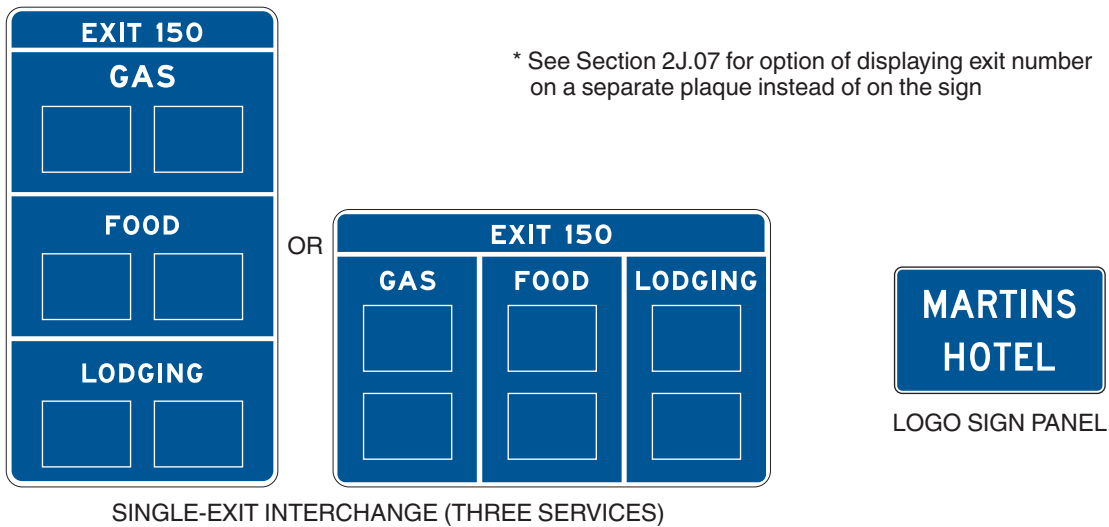 EXIT 150
GAS
FOOD
LODGING
* See Section 2J.07 for option of displaying exit number
on a separate plaque instead of on the sign
OR
EXIT 150
GAS FOOD LODGING
MARTINS
HOTEL
LOGO SIGN PANEL
SINGLE-EXIT INTERCHANGE (THREE SERVICES)